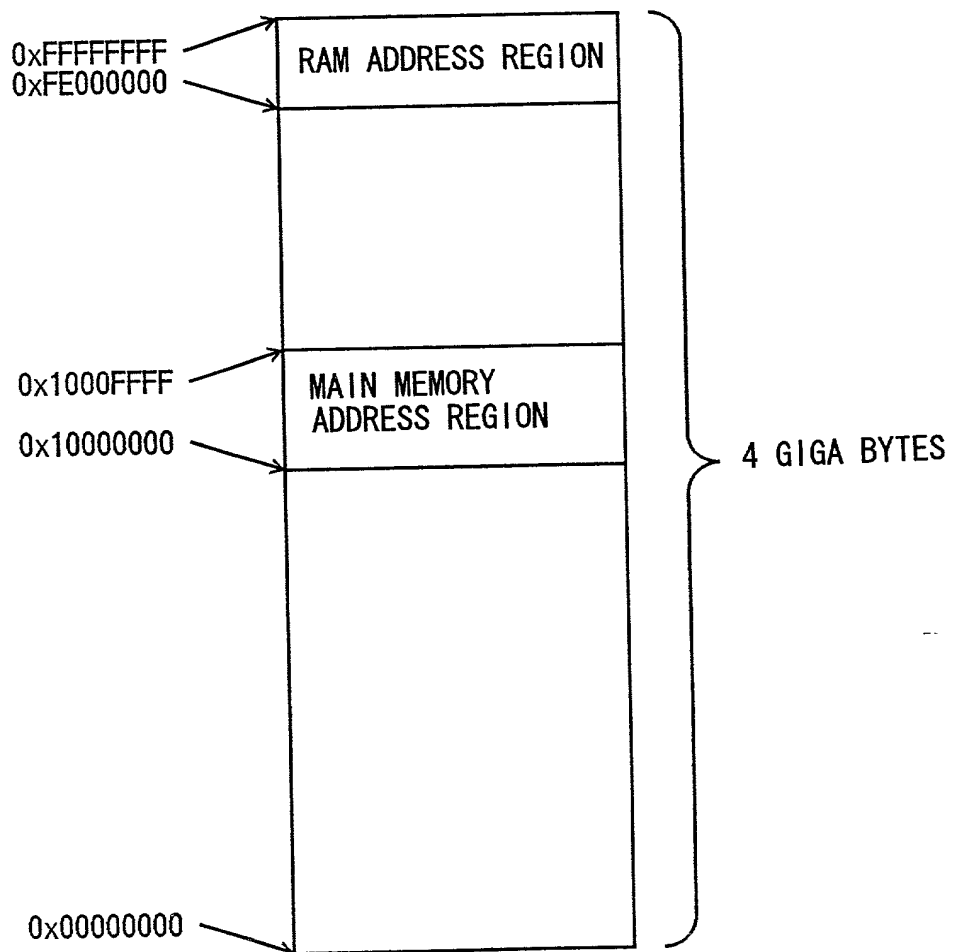 0xFFFFFFFF
0xFE000000
RAM ADDRESS REGION
0x1000FFFF
MAIN MEMORY
ADDRESS REGION
0x10000000
4 GIGA BYTES
0x00000000